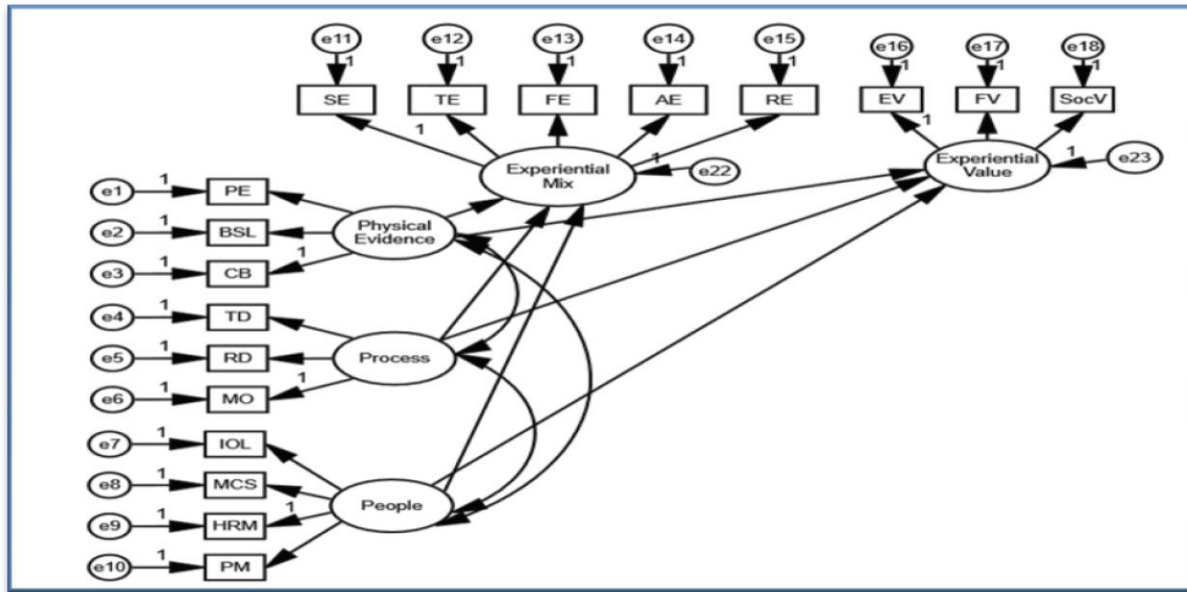 e11 e12 e13 e14 e15 e16 e17 e18
1 1 1 1 1 1 1 1
SE TE FE AE RE EV FV SocV
1 1
Experiential
Mix
1
e22
Experiential
Value
1
e23
e1 1 PE
e2 1 BSL
e3 1 CB
1
Physical
Evidence
e4 1 TD
e5 1 RD
e6 1 MO
1
Process
e7 1 IOL
e8 1 MCS
e9 1 HRM
1
e10 1 PM
People